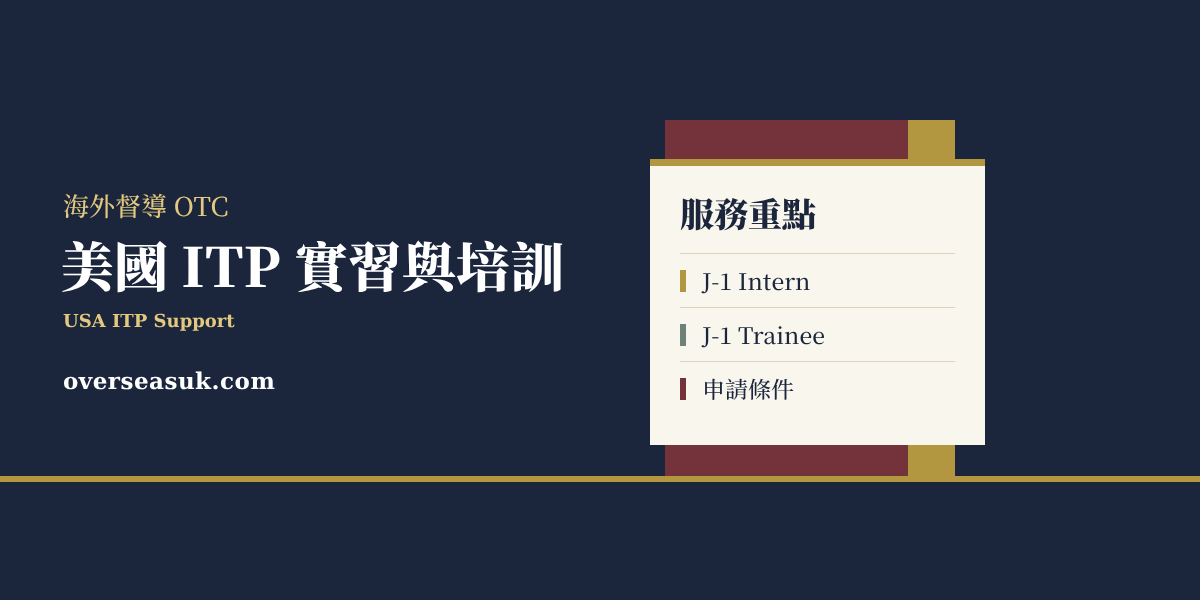 海外督導 OTC
美國 ITP 實習與培訓
USA ITP Support
overseasuk.com
服務重點
J-1 Intern
J-1 Trainee
申請條件